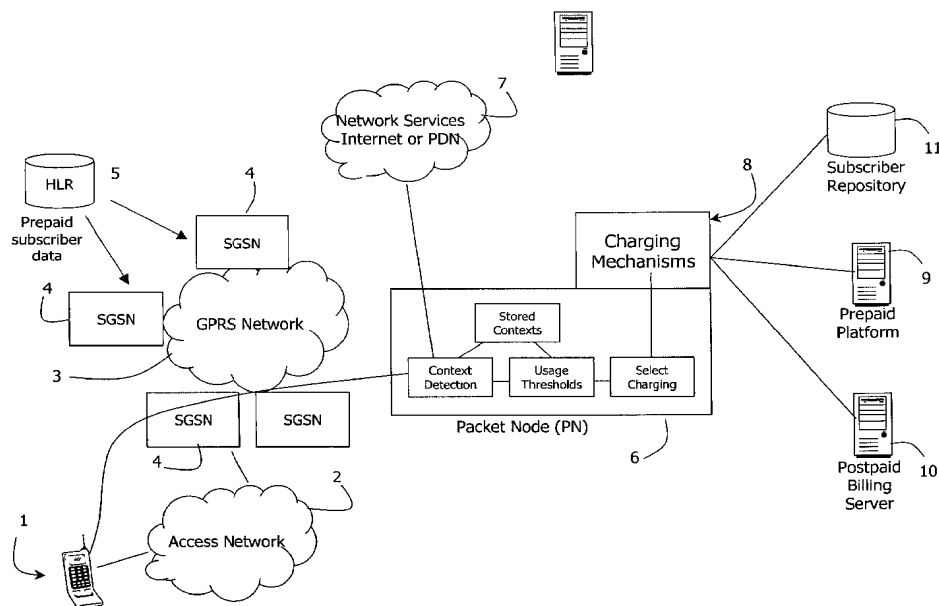 7
Network Services
Internet or PDN
HLR
5
Prepaid
subscriber
data
4
SGSN
4
SGSN
GPRS Network
3
8
Charging
Mechanisms
11
Subscriber
Repository
9
Prepaid
Platform
Stored
Contexts
Context
Detection
Usage
Thresholds
Select
Charging
Packet Node (PN)
6
SGSN
SGSN
4
2
Access Network
1
10
Postpaid
Billing
Server